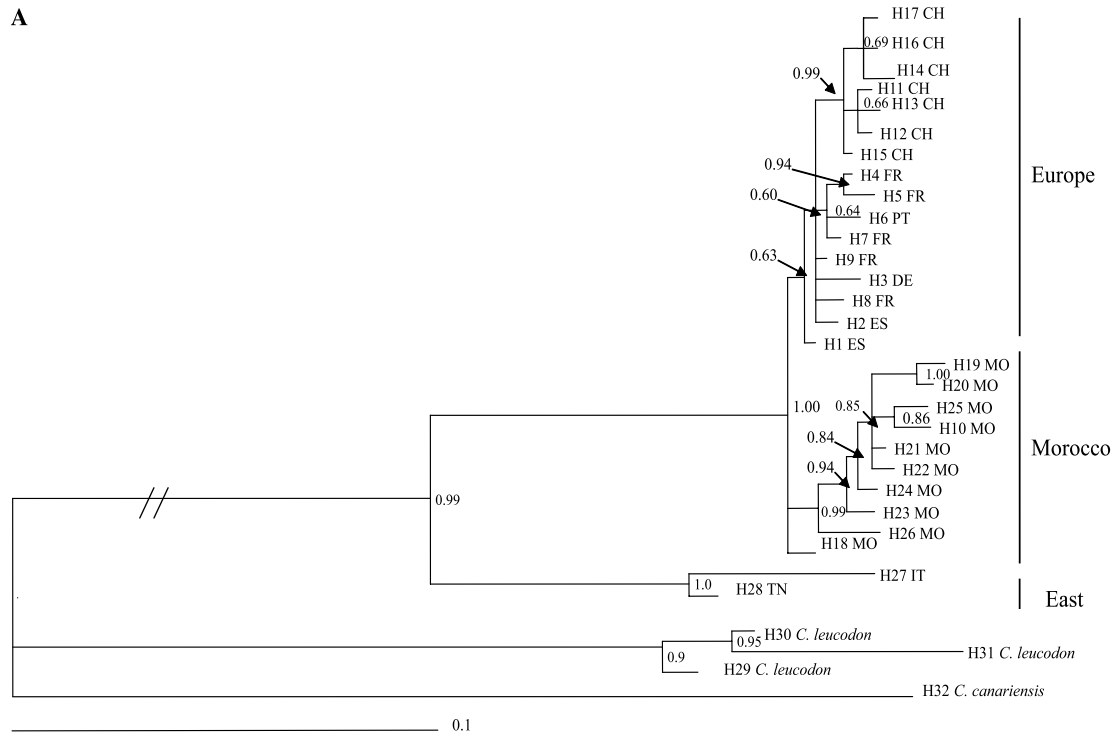 A
H17 CH
0.69 H16 CH
0.99
H14 CH
H11 CH
0.66 H13 CH
H12 CH
H15 CH
0.94
H4 FR
Europe
0.60
H5 FR
0.64
H6 PT
H7 FR
0.63
H9 FR
H3 DE
H8 FR
H2 ES
H1 ES
H19 MO
1.00
H20 MO
1.00
0.85
H25 MO
0.86
H10 MO
0.84
H21 MO
Morocco
0.94
H22 MO
H24 MO
0.99
0.99
H23 MO
H26 MO
H18 MO
H27 IT
1.0
H28 TN
East
H30 C. leucodon
0.95
H31 C. leucodon
0.9
H29 C. leucodon
H32 C. canariensis
0.1